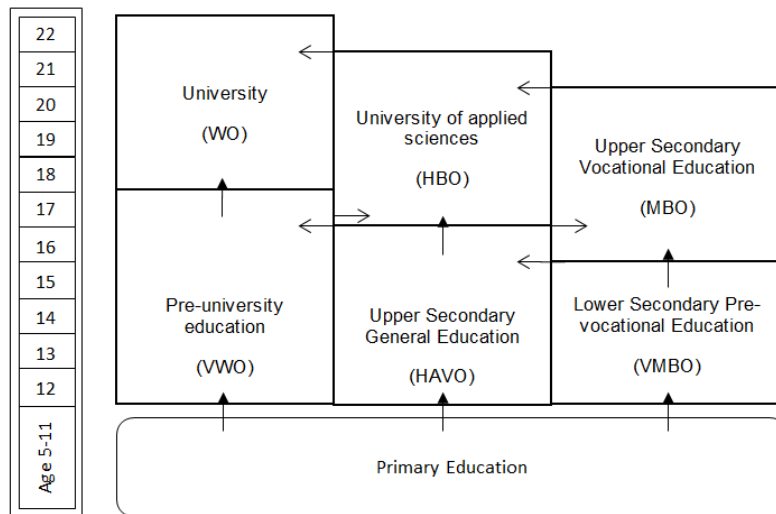 22
21
20
19
18
17
16
15
14
13
12
Age 5-11
University
(WO)
University of applied
sciences
(HBO)
Upper Secondary
Vocational Education
(MBO)
Pre-university
education
(VWO)
Upper Secondary
General Education
(HAVO)
Lower Secondary Pre-
vocational Education
(VMBO)
Primary Education